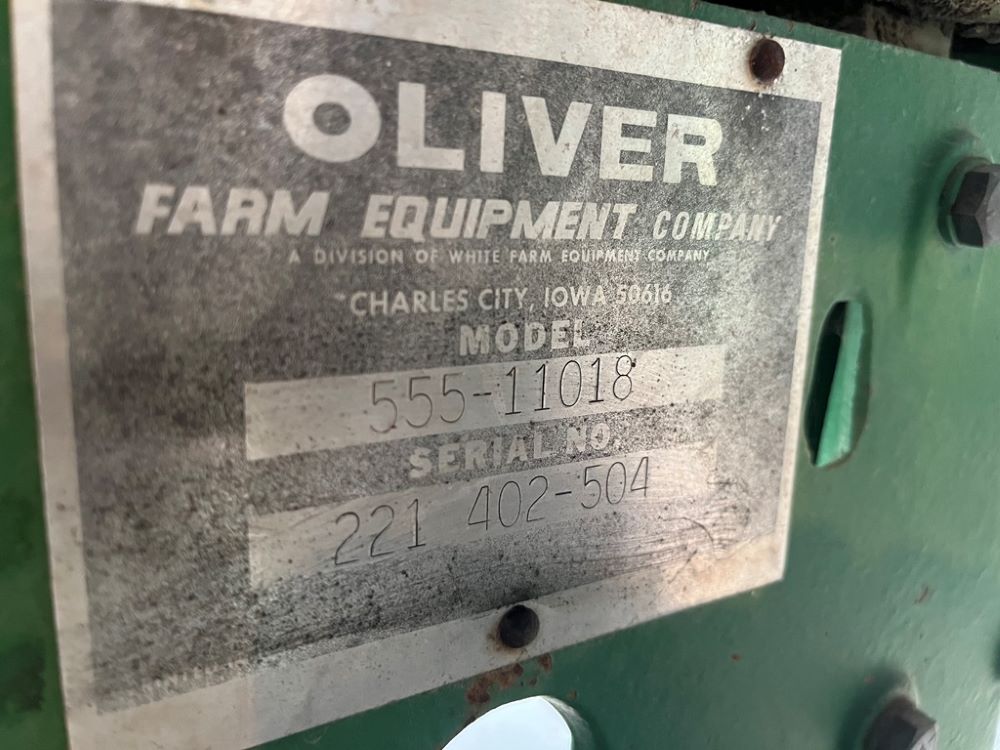 OLIVER
FARM EQUIPMENT COMPANY
A DIVISION OF WHITE FARM EQUIPMENT COMPANY
CHARLES CITY, IOWA 50616
MODEL
555-11018
SERIAL NO.
221 402-504